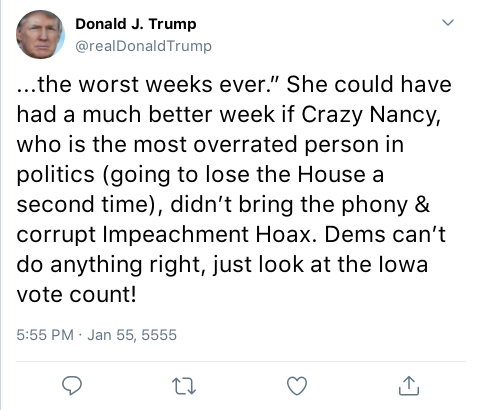 Donald J. Trump
@realDonaldTrump
...the worst weeks ever.” She could have
had a much better week if Crazy Nancy,
who is the most overrated person in
politics (going to lose the House a
second time), didn’t bring the phony &
corrupt Impeachment Hoax. Dems can’t
do anything right, just look at the Iowa
vote count!
5:55 PM · Jan 55, 5555